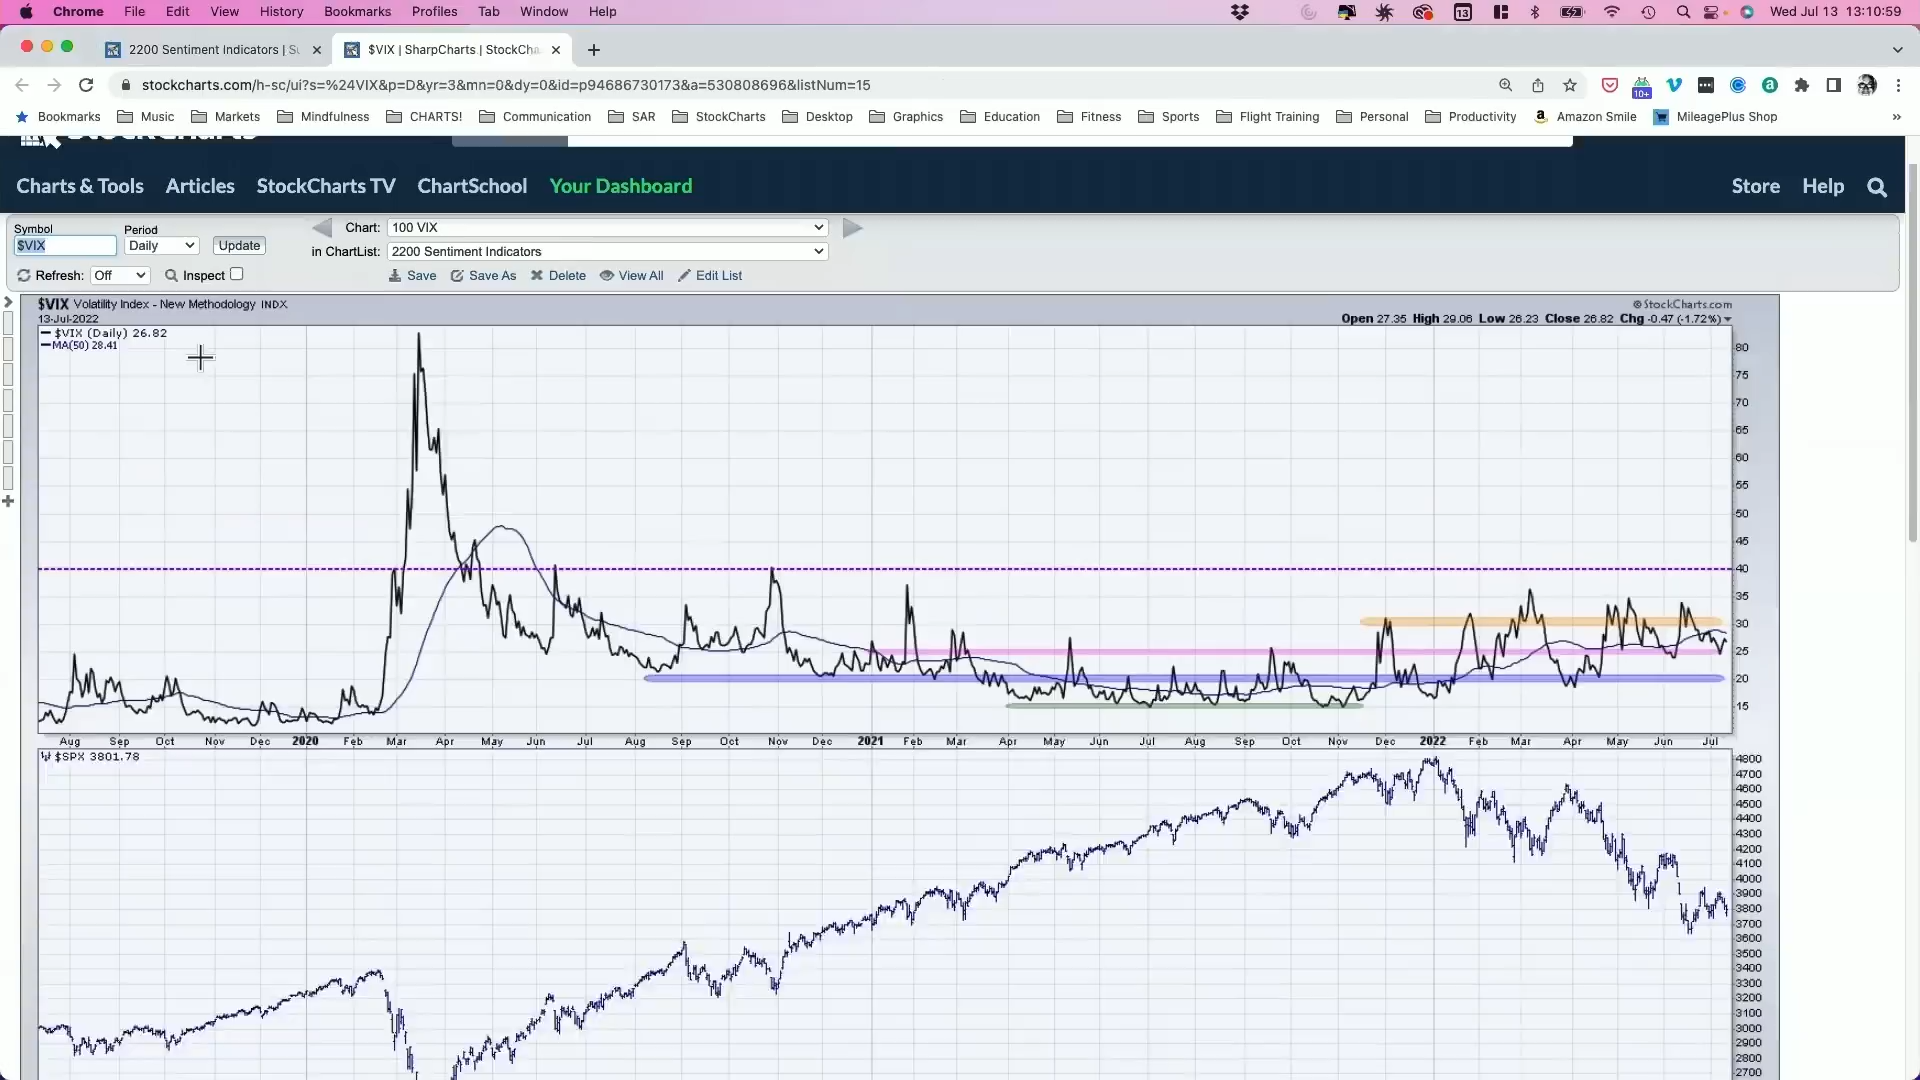 Chrome File Edit View History Bookmarks Profiles Tab Window Help 13 Wed Jul 13 13:10:59
2200 Sentiment Indicators | $VIX | SharpCharts | StockCha
stockcharts.com/h-sc/ui?s=%24VIX&p=D&yr=3&mn=0&dy=0&id=p94686730173&a=530808696&listNum=15 10+
Bookmarks Music Markets Mindfulness CHARTS! Communication SAR StockCharts Desktop Graphics Education Fitness Sports Flight Training Personal Productivity Amazon Smile MileagePlus Shop »
Charts & Tools Articles StockCharts TV ChartSchool Your Dashboard Store Help
Symbol Period Chart: 100 VIX
$VIX Daily Update in ChartList: 2200 Sentiment Indicators
Refresh: Off Inspect Save Save As Delete View All Edit List
$VIX Volatility Index - New Methodology INDX ©StockCharts.com
13-Jul-2022 Open 27.35 High 29.06 Low 26.23 Close 26.82 Chg -0.47 (-1.72%)
$VIX (Daily) 26.82
MA(50) 28.41
80
75
70
65
60
55
50
45
40
35
30
25
20
15
Aug Sep Oct Nov Dec 2020 Feb Mar Apr May Jun Jul Aug Sep Oct Nov Dec 2021 Feb Mar Apr May Jun Jul Aug Sep Oct Nov Dec 2022 Feb Mar Apr May Jun Jul
$SPX 3801.78
4800
4700
4600
4500
4400
4300
4200
4100
4000
3900
3800
3700
3600
3500
3400
3300
3200
3100
3000
2900
2800
2700